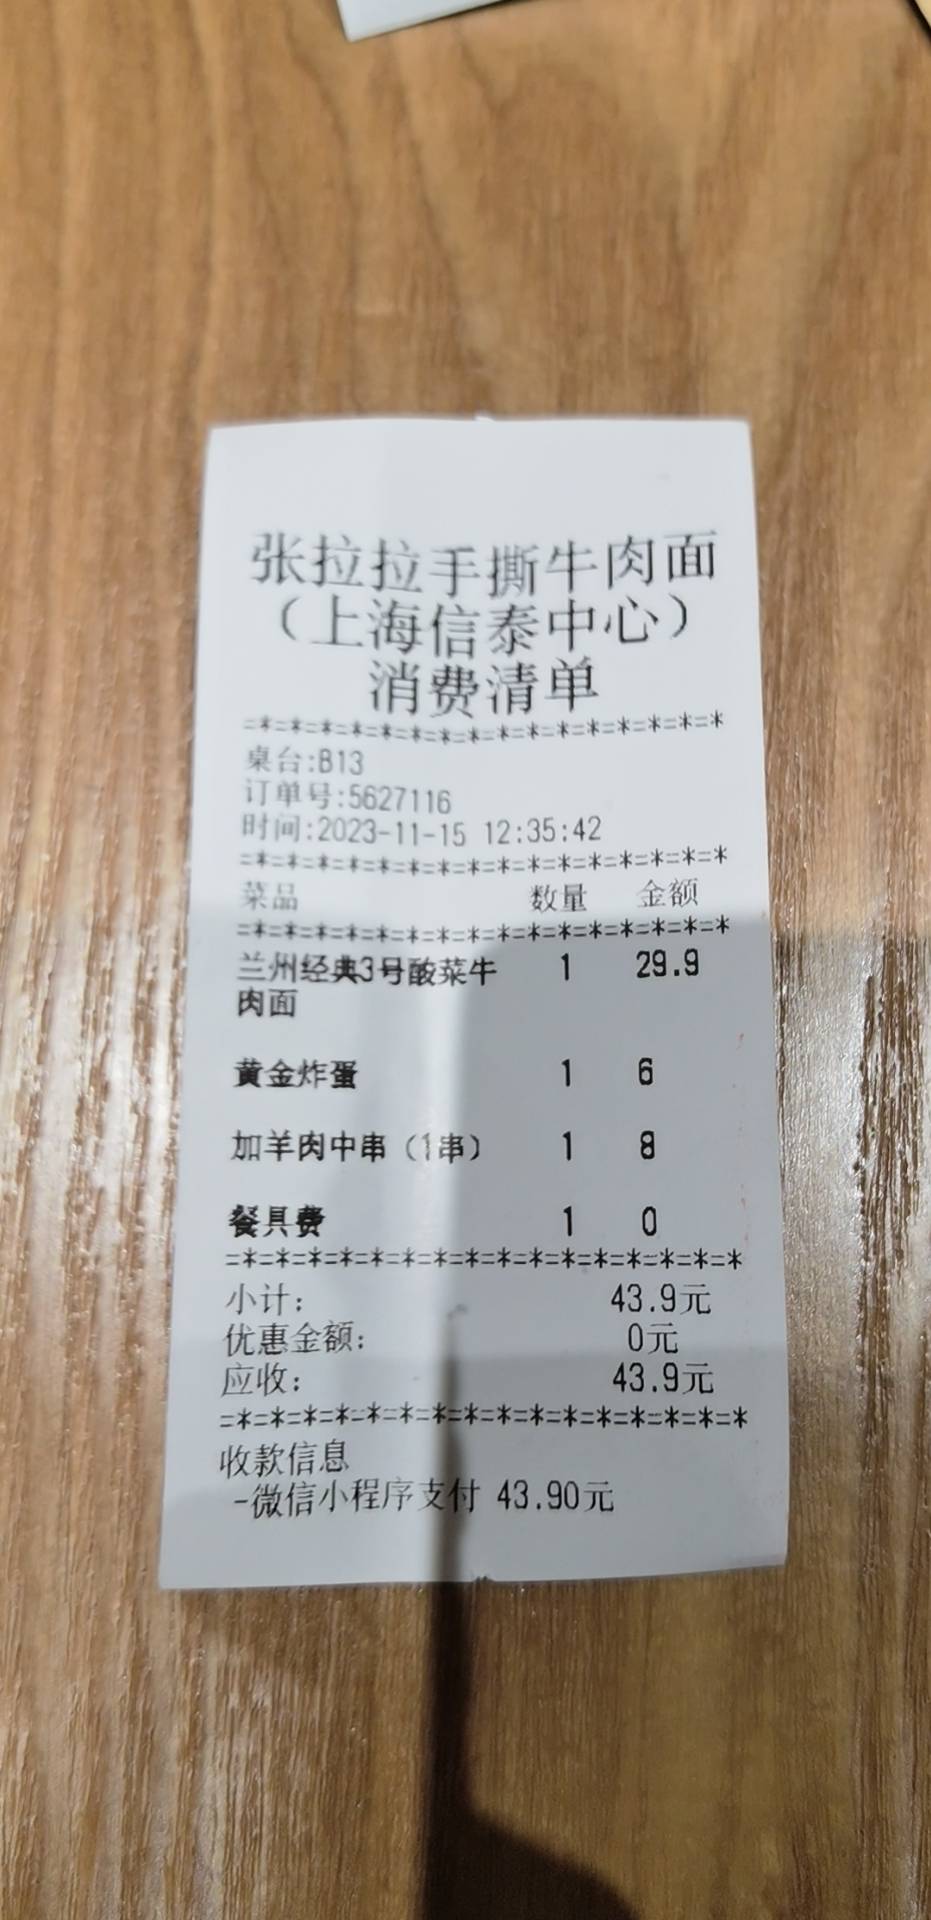 张拉拉手撕牛肉面
（上海信泰中心）
消费清单
=*=*=*=*=*=*=*=*=*=*=*=*=*=*=*=*
桌台:B13
订单号:5627116
时间:2023-11-15 12:35:42
=*=*=*=*=*=*=*=*=*=*=*=*=*=*=*=*
菜品 数量 金额
=*=*=*=*=*=*=*=*=*=*=*=*=*=*=*=*
兰州经典3号酸菜牛 1 29.9
肉面
黄金炸蛋 1 6
加羊肉中串（1串） 1 8
餐具费 1 0
=*=*=*=*=*=*=*=*=*=*=*=*=*=*=*=*
小计: 43.9元
优惠金额: 0元
应收: 43.9元
=*=*=*=*=*=*=*=*=*=*=*=*=*=*=*=*
收款信息
-微信小程序支付 43.90元